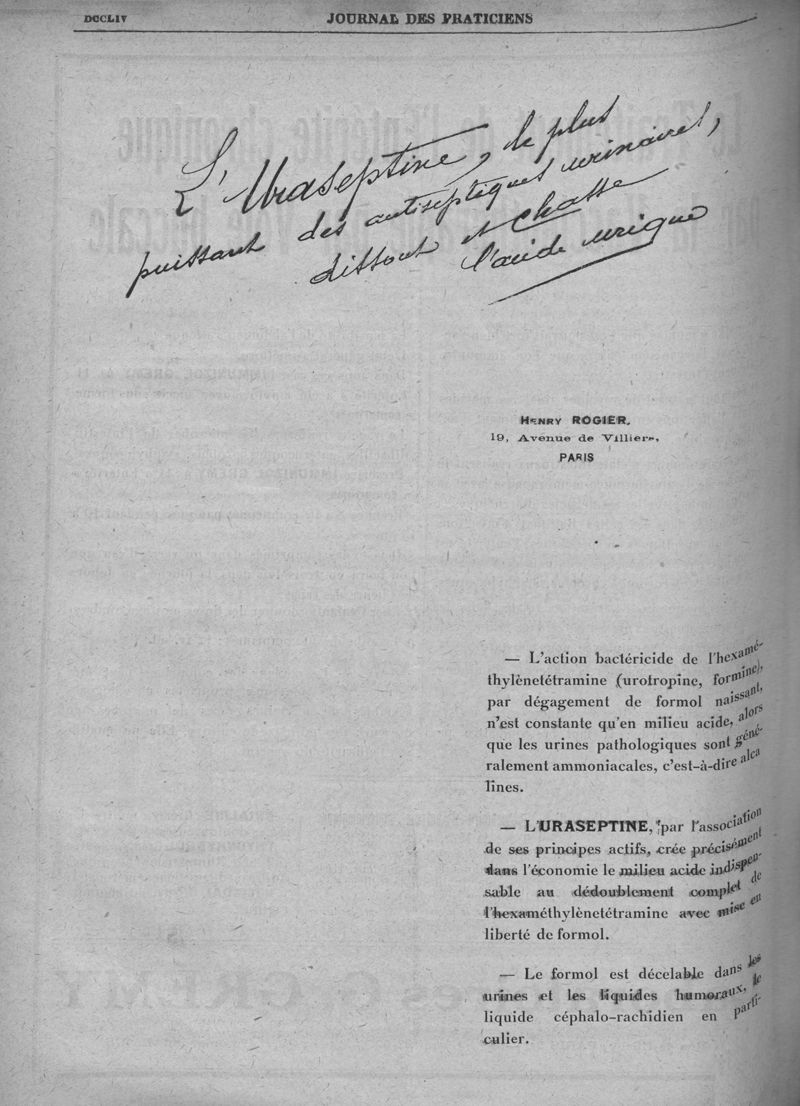 DCCLIV
JOURNAL DES PRATICIENS
L'Uraseptine, le plus
puissant des antiseptiques urinaires,
dissout et chasse
l'acide urique
HENRY ROGIER,
19, Avenue de Villiers,
PARIS
— L'action bactéricide de l'hexamé-
thylènetétramine (urotropine, formine),
par dégagement de formol naissant,
n'est constante qu'en milieu acide, alors
que les urines pathologiques sont géné-
ralement ammoniacales, c'est-à-dire alca
lines.
— L'URASEPTINE, par l'association
de ses principes actifs, crée précisément
dans l'économie le milieu acide indispen-
sable au dédoublement complet de
l'hexaméthylènetétramine avec mise en
liberté de formol.
— Le formol est décelable dans les
urines et les liquides humoraux, le
liquide céphalo-rachidien en parti-
culier.